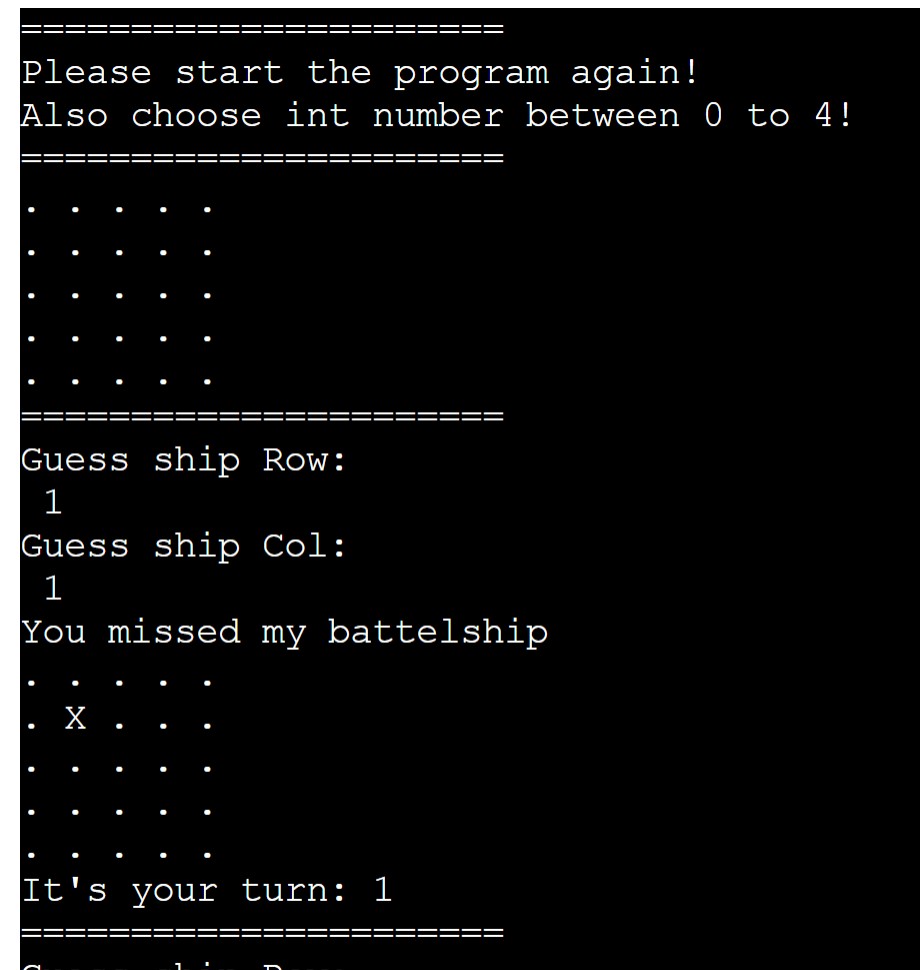 ======================
Please start the program again!
Also choose int number between 0 to 4!
======================
. . . . .
. . . . .
. . . . .
. . . . .
. . . . .
======================
Guess ship Row:
1
Guess ship Col:
1
You missed my battelship
. . . . .
. X . . .
. . . . .
. . . . .
. . . . .
It's your turn: 1
======================